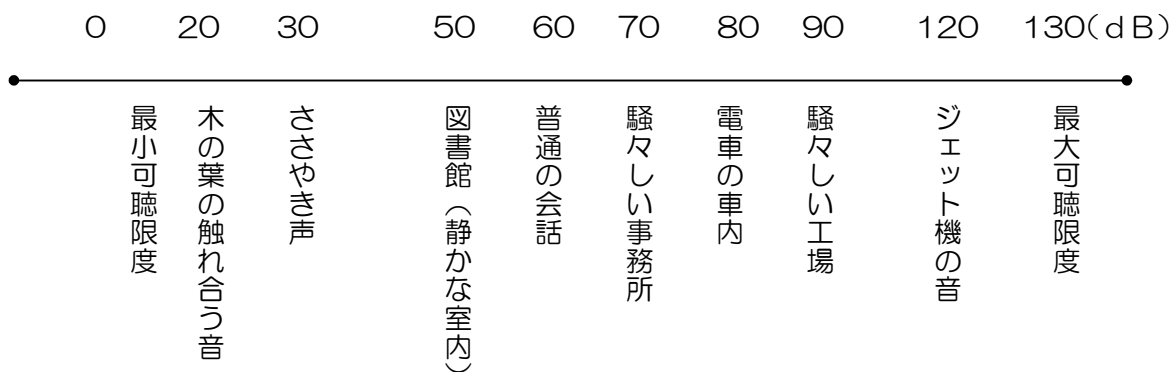 0 20 30 50 60 70 80 90 120 130(dB)
最小可聴限度
木の葉の触れ合う音
ささやき声
図書館（静かな室内）
普通の会話
騒々しい事務所
電車の車内
騒々しい工場
ジェット機の音
最大可聴限度